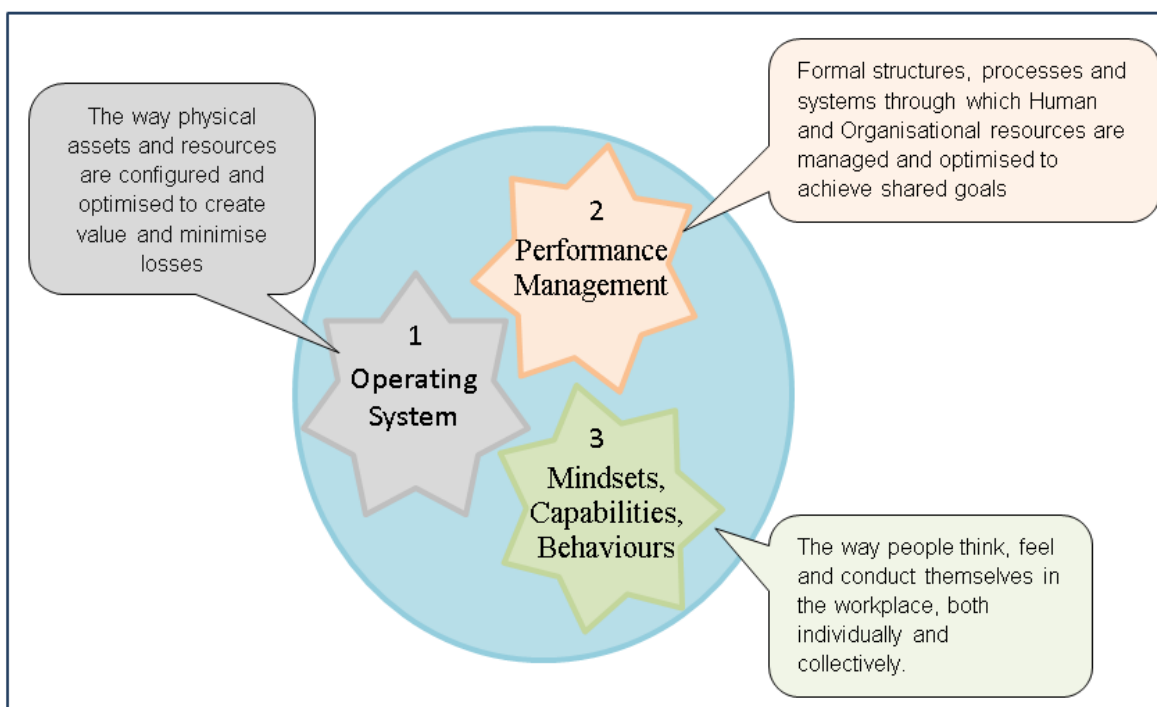 The way physical
assets and resources
are configured and
optimised to create
value and minimise
losses
Formal structures, processes and
systems through which Human
and Organisational resources are
managed and optimised to
achieve shared goals
1
Operating
System
2
Performance
Management
3
Mindsets,
Capabilities,
Behaviours
The way people think, feel
and conduct themselves in
the workplace, both
individually and
collectively.